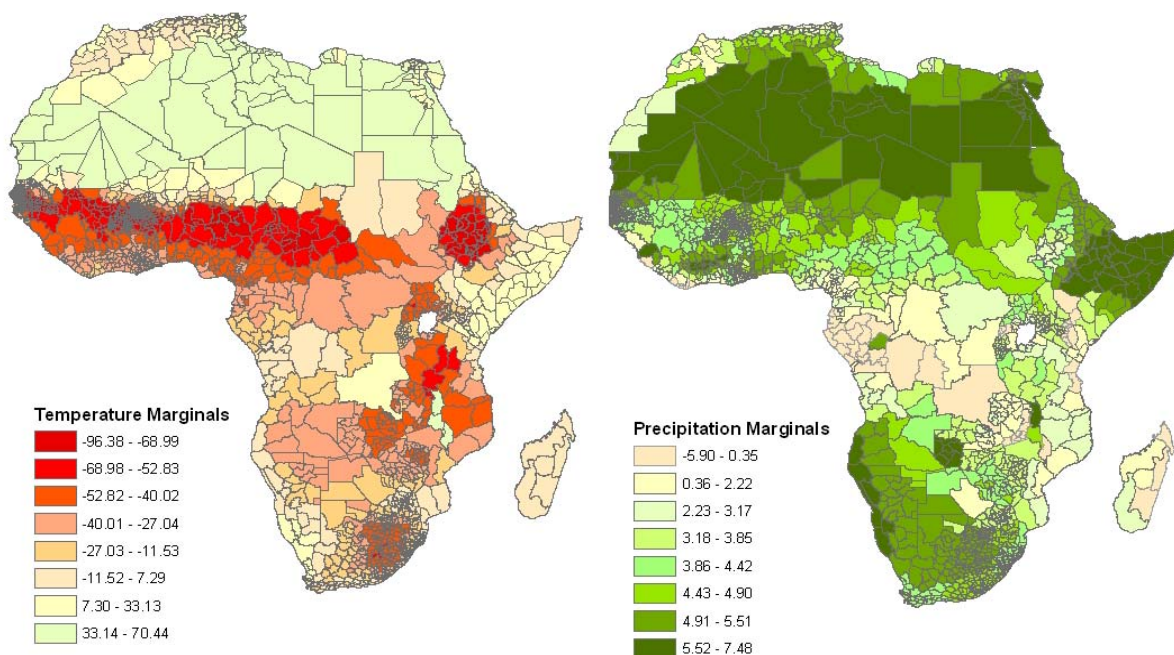 Temperature Marginals
-96.38 - -68.99
-68.98 - -52.83
-52.82 - -40.02
-40.01 - -27.04
-27.03 - -11.53
-11.52 - 7.29
7.30 - 33.13
33.14 - 70.44
Precipitation Marginals
-5.90 - 0.35
0.36 - 2.22
2.23 - 3.17
3.18 - 3.85
3.86 - 4.42
4.43 - 4.90
4.91 - 5.51
5.52 - 7.48